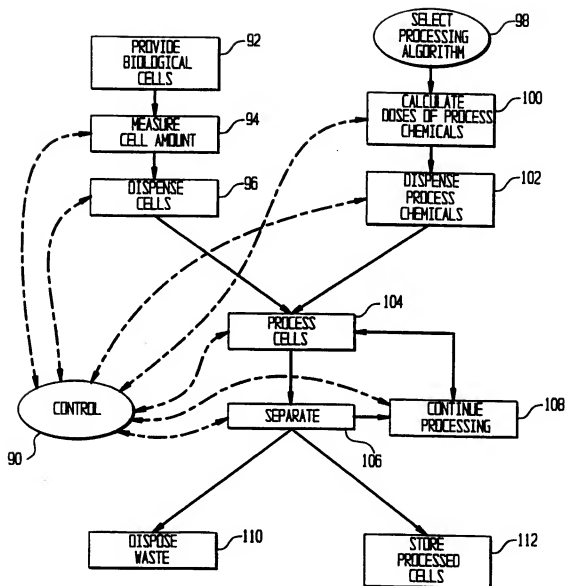 PROVIDE
BIOLOGICAL
CELLS
92
SELECT
PROCESSING
ALGORITHM
98
MEASURE
CELL AMOUNT
94
CALCULATE
DOSES OF PROCESS
CHEMICALS
100
DISPENSE
CELLS
96
DISPENSE
PROCESS
CHEMICALS
102
PROCESS
CELLS
104
CONTROL
90
SEPARATE
106
CONTINUE
PROCESSING
108
DISPOSE
WASTE
110
STORE
PROCESSED
CELLS
112